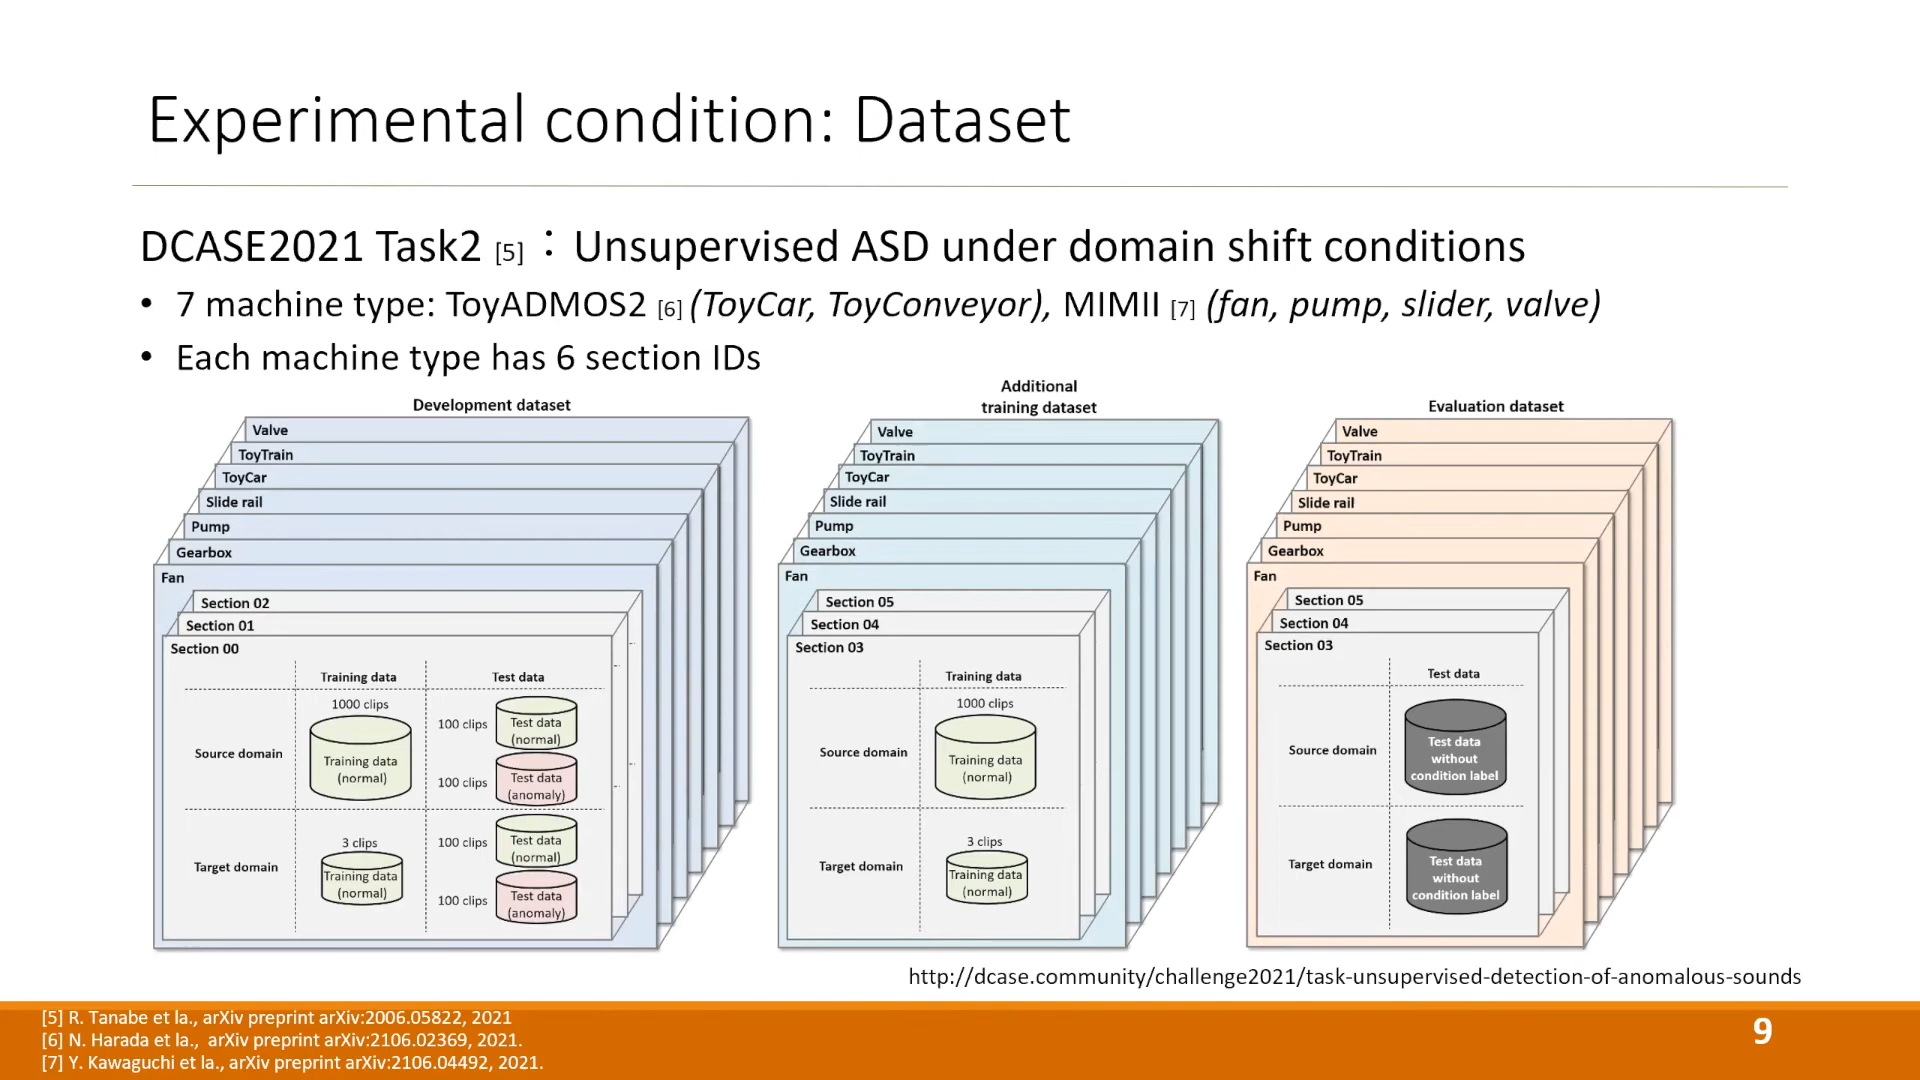 Experimental condition: Dataset
DCASE2021 Task2 [5]：Unsupervised ASD under domain shift conditions
• 7 machine type: ToyADMOS2 [6] (ToyCar, ToyConveyor), MIMII [7] (fan, pump, slider, valve)
• Each machine type has 6 section IDs
Development dataset
Valve
ToyTrain
ToyCar
Slide rail
Pump
Gearbox
Fan
Section 02
Section 01
Section 00
Training data
Test data
Source domain
1000 clips
Training data
(normal)
100 clips
Test data
(normal)
100 clips
Test data
(anomaly)
Target domain
3 clips
Training data
(normal)
100 clips
Test data
(normal)
100 clips
Test data
(anomaly)
Additional
training dataset
Valve
ToyTrain
ToyCar
Slide rail
Pump
Gearbox
Fan
Section 05
Section 04
Section 03
Training data
Source domain
1000 clips
Training data
(normal)
Target domain
3 clips
Training data
(normal)
Evaluation dataset
Valve
ToyTrain
ToyCar
Slide rail
Pump
Gearbox
Fan
Section 05
Section 04
Section 03
Test data
Source domain
Test data
without
condition label
Target domain
Test data
without
condition label
http://dcase.community/challenge2021/task-unsupervised-detection-of-anomalous-sounds
[5] R. Tanabe et la., arXiv preprint arXiv:2006.05822, 2021
[6] N. Harada et la., arXiv preprint arXiv:2106.02369, 2021.
[7] Y. Kawaguchi et la., arXiv preprint arXiv:2106.04492, 2021.
9